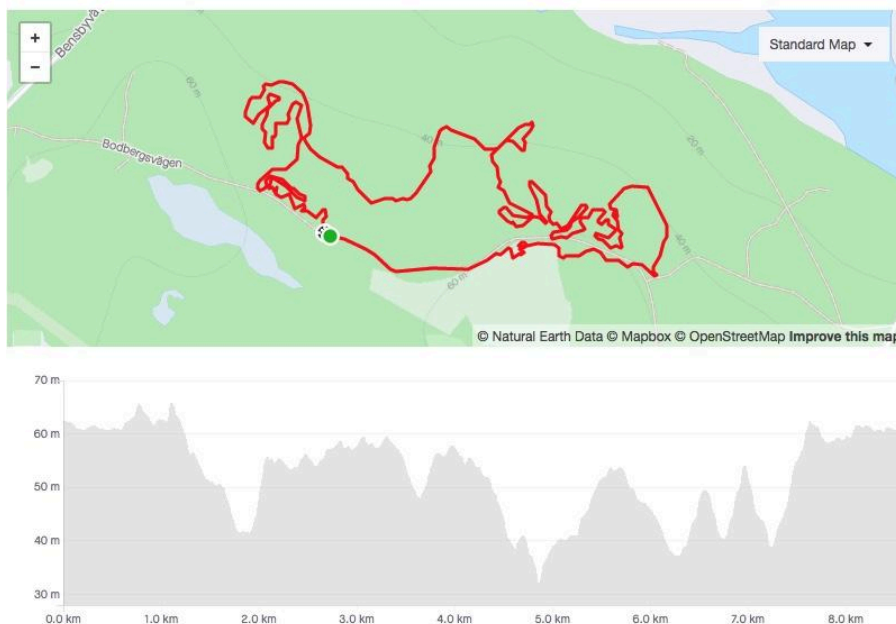 +
−
Bensbyvä
Standard Map
60 m
Bodbergsvägen
40 m
20 m
40 m
60 m
© Natural Earth Data © Mapbox © OpenStreetMap Improve this map
70 m
60 m
50 m
40 m
30 m
0.0 km 1.0 km 2.0 km 3.0 km 4.0 km 5.0 km 6.0 km 7.0 km 8.0 km